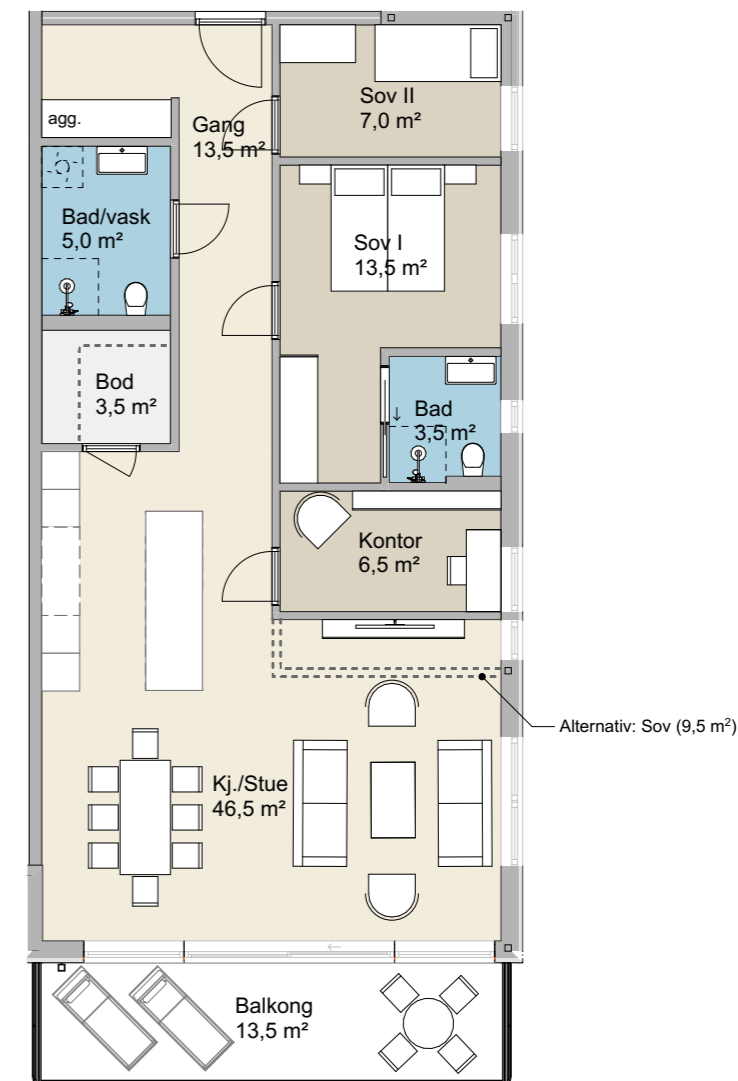 Sov II
7,0 m²
agg.
Gang
13,5 m²
Bad/vask
5,0 m²
Sov I
13,5 m²
Bod
3,5 m²
Bad
3,5 m²
Kontor
6,5 m²
Alternativ: Sov (9,5 m²)
Kj./Stue
46,5 m²
Balkong
13,5 m²